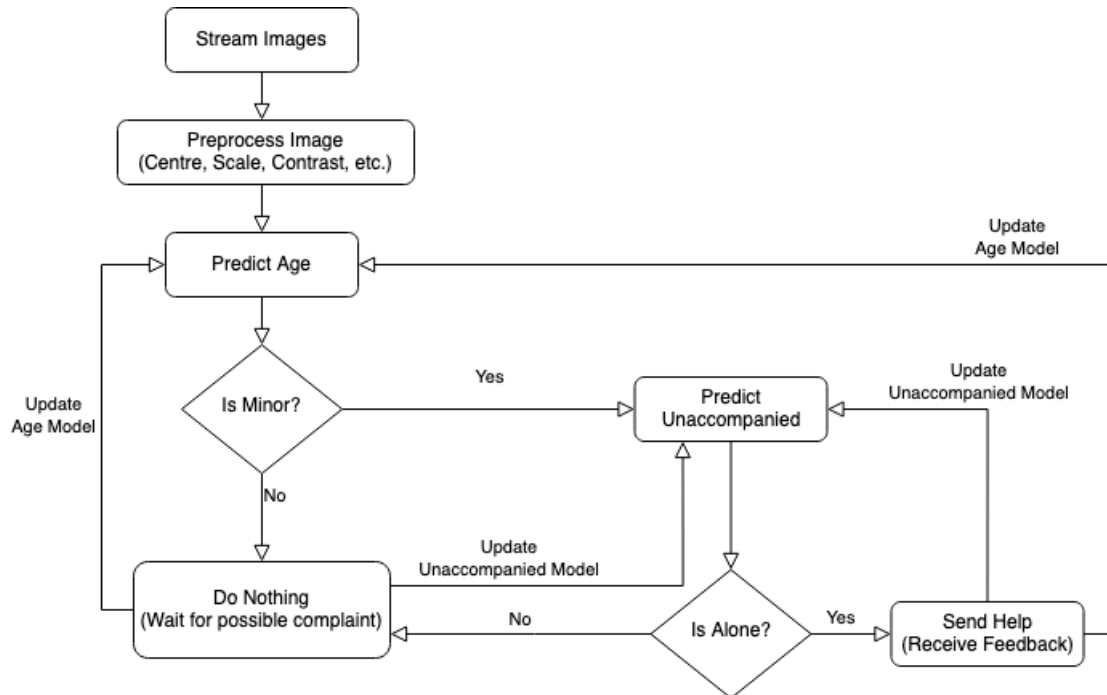 Stream Images
Preprocess Image
(Centre, Scale, Contrast, etc.)
Update
Age Model
Predict Age
Yes
Update
Unaccompanied Model
Predict
Unaccompanied
Is Minor?
Update
Age Model
No
Update
Unaccompanied Model
Do Nothing
(Wait for possible complaint)
No
Is Alone?
Yes
Send Help
(Receive Feedback)